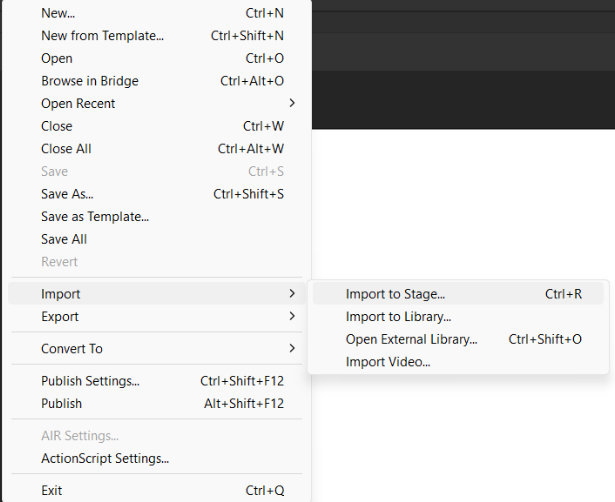 New... Ctrl+N
New from Template... Ctrl+Shift+N
Open Ctrl+O
Browse in Bridge Ctrl+Alt+O
Open Recent
Close Ctrl+W
Close All Ctrl+Alt+W
Save Ctrl+S
Save As... Ctrl+Shift+S
Save as Template...
Save All
Revert
Import
Export
Convert To
Publish Settings... Ctrl+Shift+F12
Publish Alt+Shift+F12
AIR Settings...
ActionScript Settings...
Exit Ctrl+Q
Import to Stage... Ctrl+R
Import to Library...
Open External Library... Ctrl+Shift+O
Import Video...